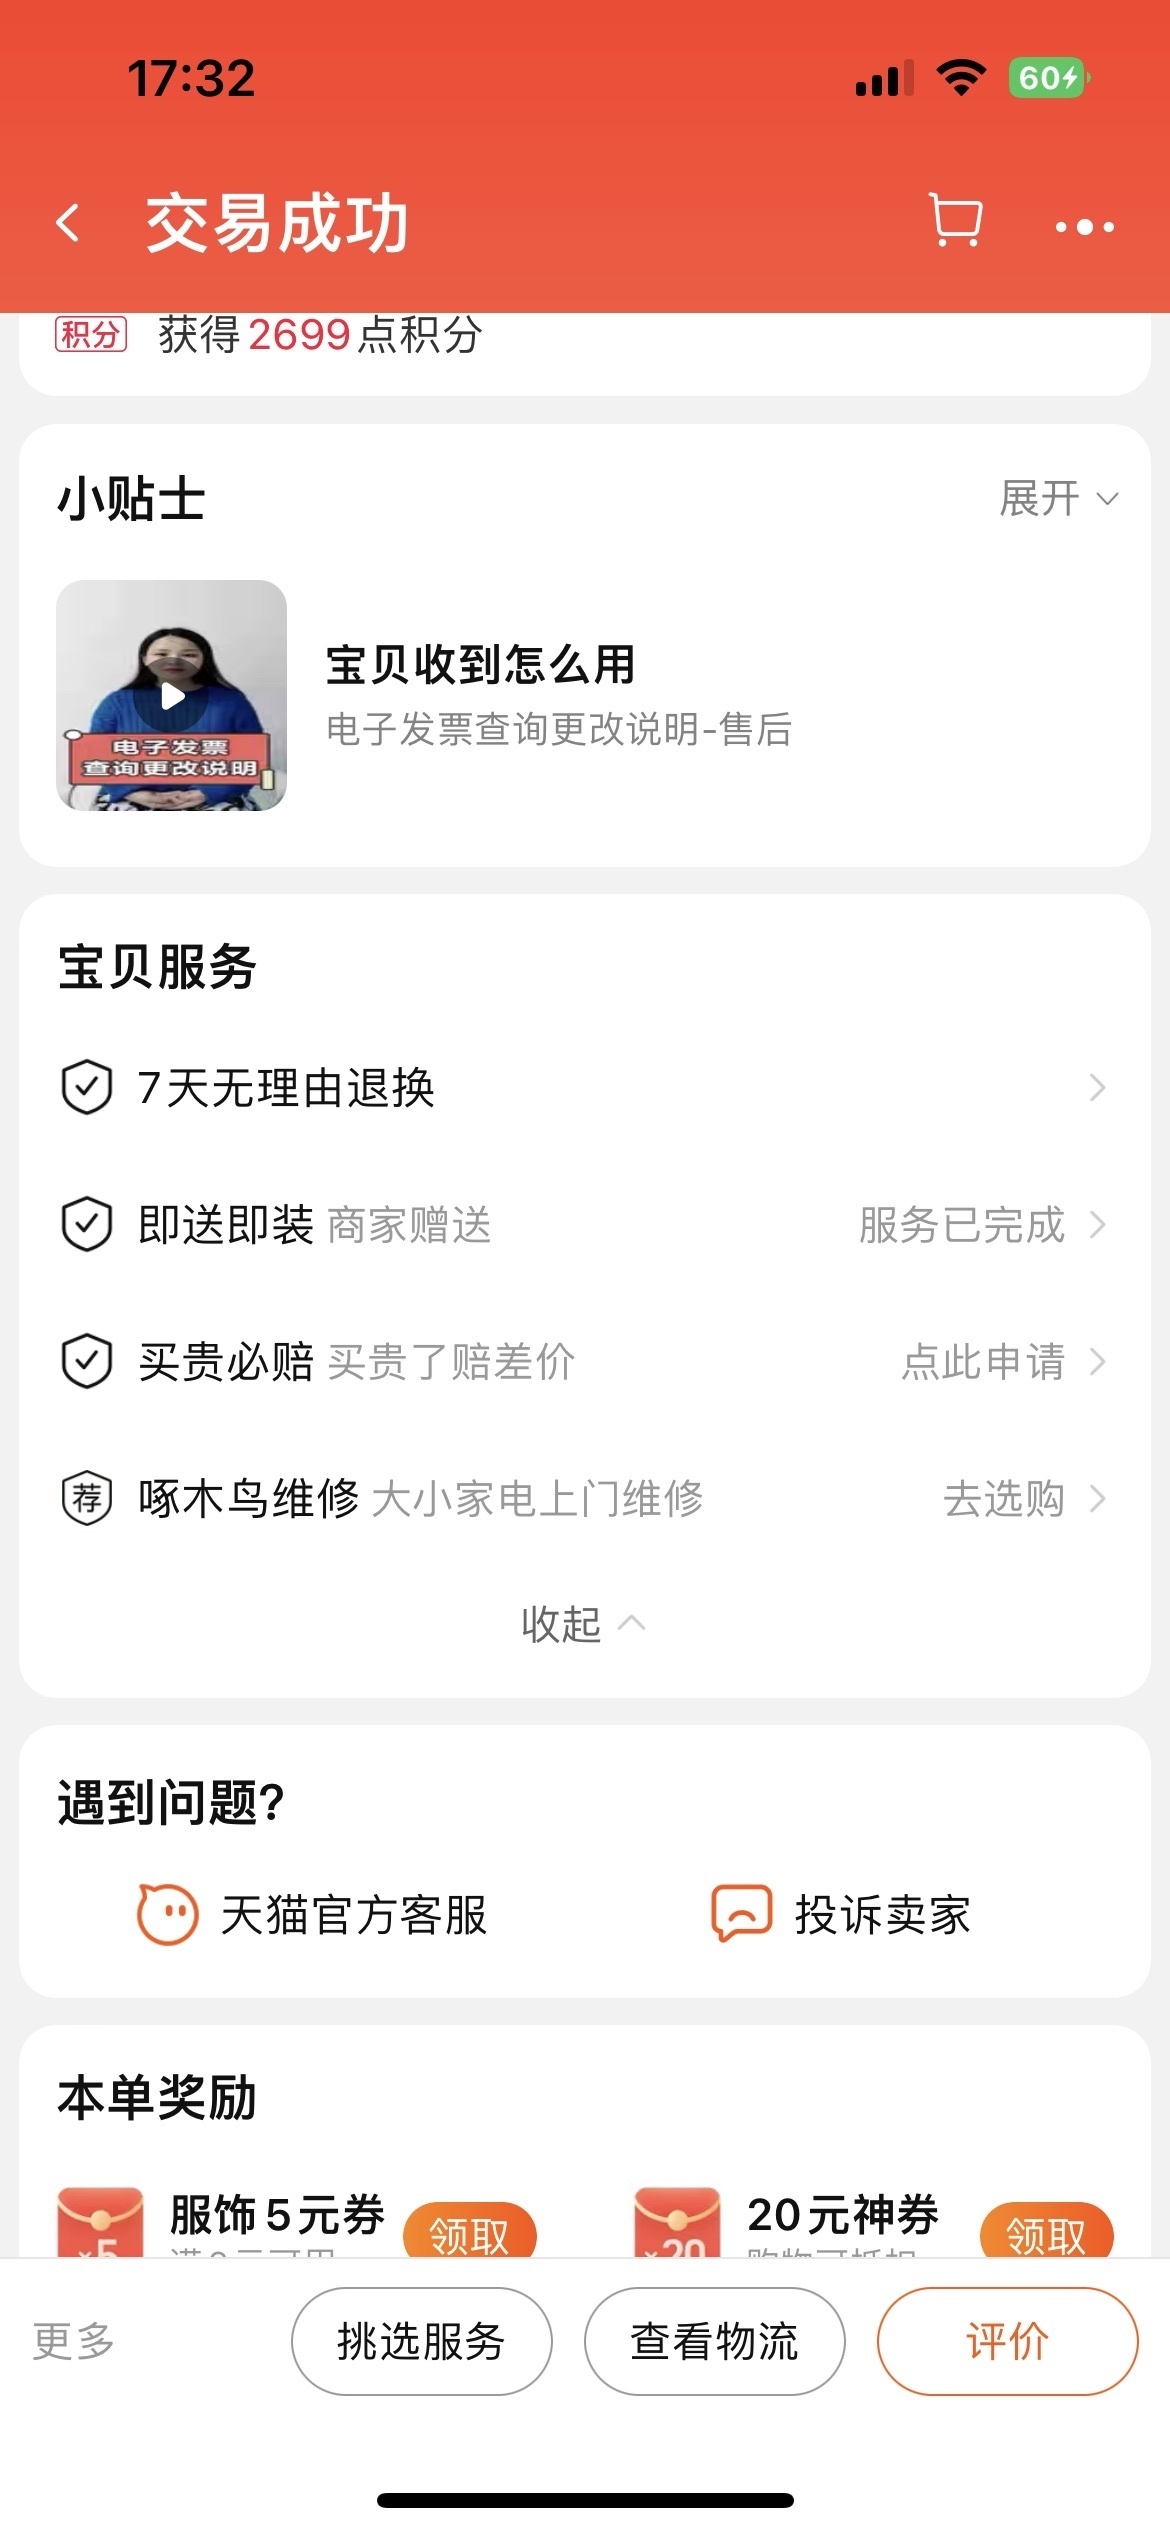 17:32
60
交易成功
积分 获得2699点积分
小贴士
展开
电子发票
查询更改说明
宝贝收到怎么用
电子发票查询更改说明-售后
宝贝服务
7天无理由退换
即送即装 商家赠送 服务已完成
买贵必赔 买贵了赔差价 点此申请
荐 啄木鸟维修 大小家电上门维修 去选购
收起
遇到问题?
天猫官方客服
投诉卖家
本单奖励
服饰5元券 领取
20元神券 领取
更多
挑选服务
查看物流
评价